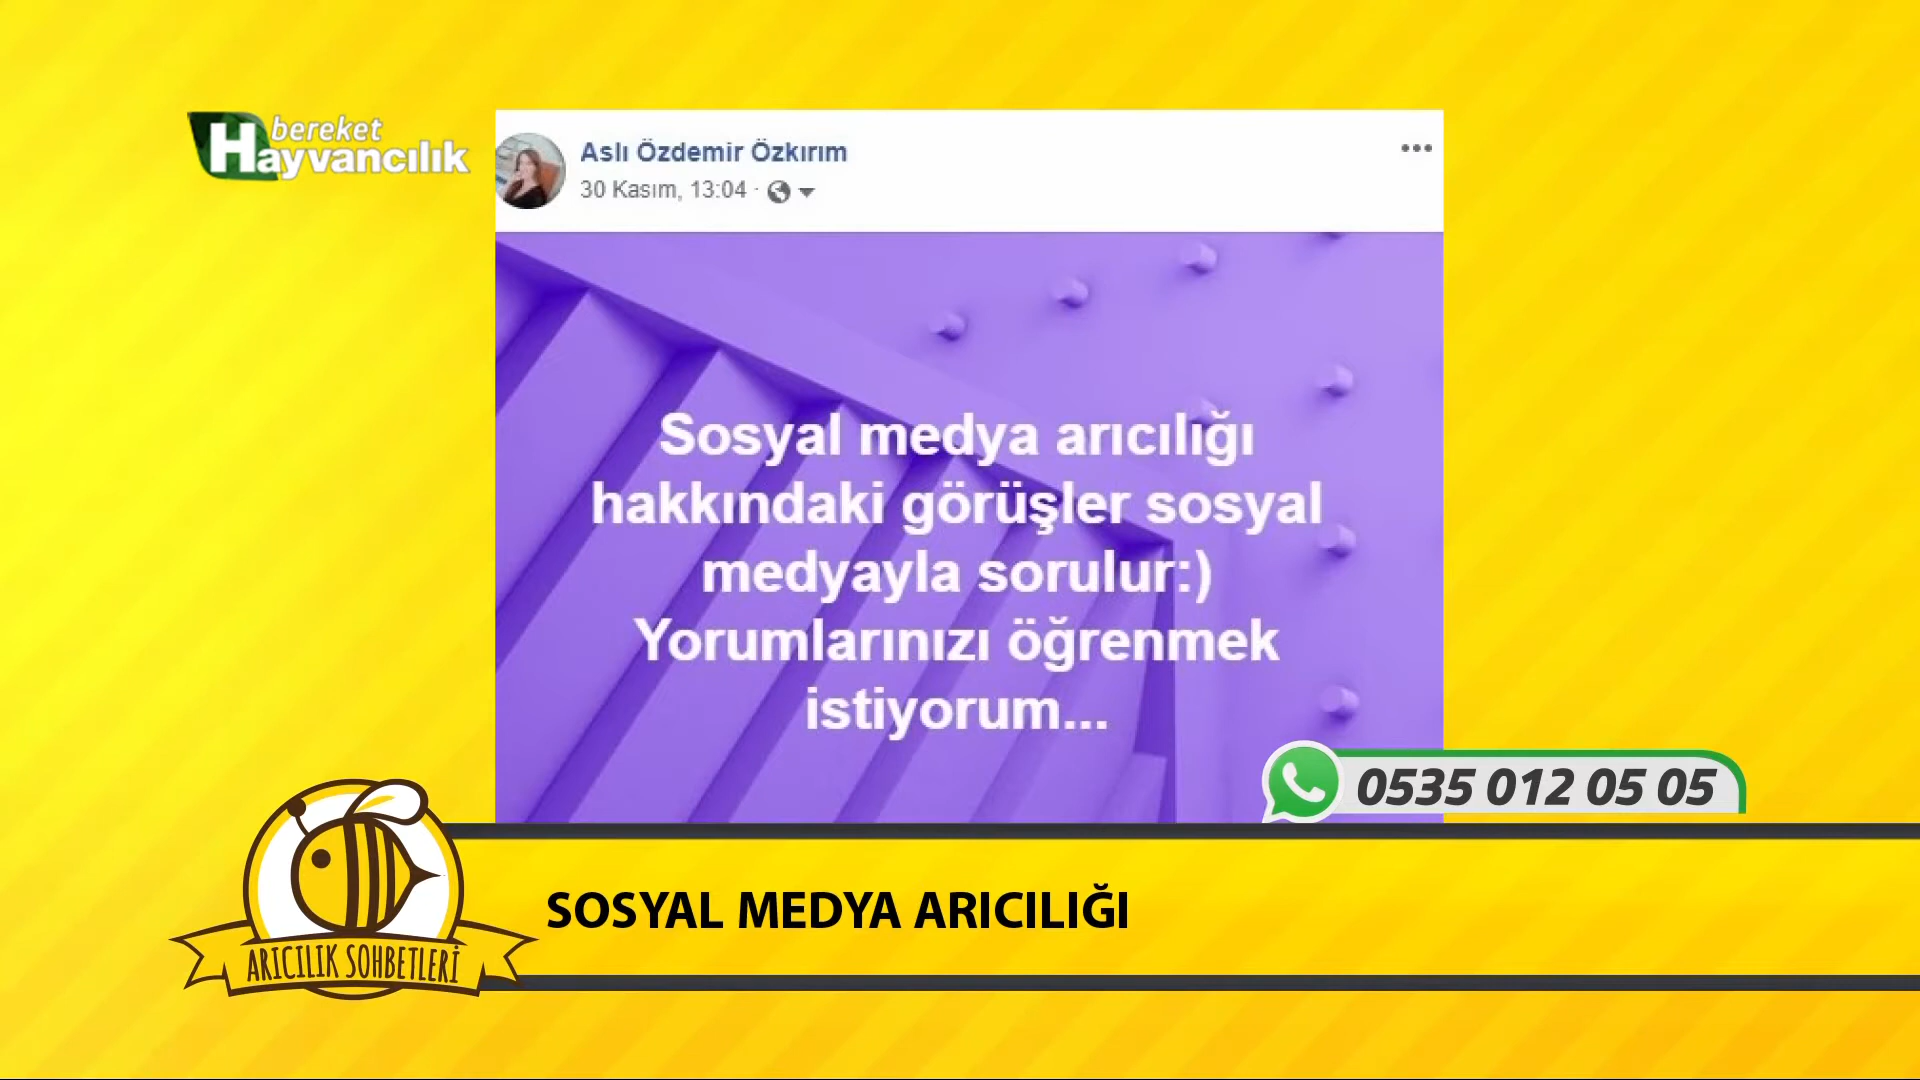 bereket
Hayvancılık
Aslı Özdemir Özkırım
30 Kasım, 13:04 ·
Sosyal medya arıcılığı
hakkındaki görüşler sosyal
medyayla sorulur:)
Yorumlarınızı öğrenmek
istiyorum...
0535 012 05 05
SOSYAL MEDYA ARICILIĞI
ARICILIK SOHBETLERİ